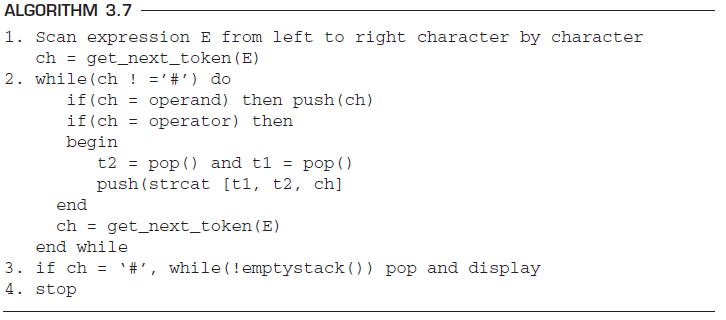 ALGORITHM 3.7
1. Scan expression E from left to right character by character
ch = get_next_token(E)
2. while(ch ! =’#’) do
if(ch = operand) then push(ch)
if(ch = operator) then
begin
t2 = pop() and t1 = pop()
push(strcat [t1, t2, ch]
end
ch = get_next_token(E)
end while
3. if ch = ‘#’, while(!emptystack()) pop and display
4. stop